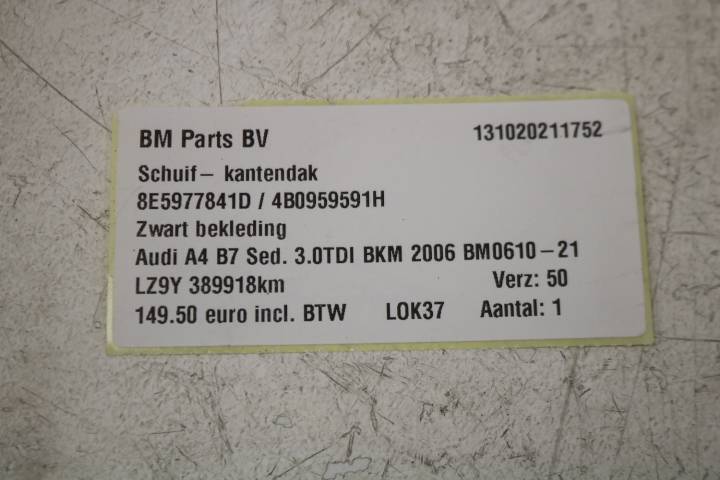 BM Parts BV 131020211752
Schuif– kantendak
8E5977841D / 4B0959591H
Zwart bekleding
Audi A4 B7 Sed. 3.0TDI BKM 2006 BM0610–21
LZ9Y 389918km Verz: 50
149.50 euro incl. BTW LOK37 Aantal: 1